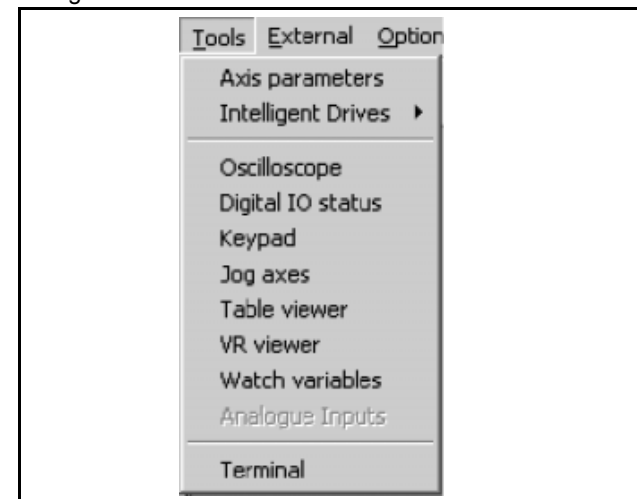 Tools External Option
Axis parameters
Intelligent Drives
Oscilloscope
Digital IO status
Keypad
Jog axes
Table viewer
VR viewer
Watch variables
Analogue Inputs
Terminal